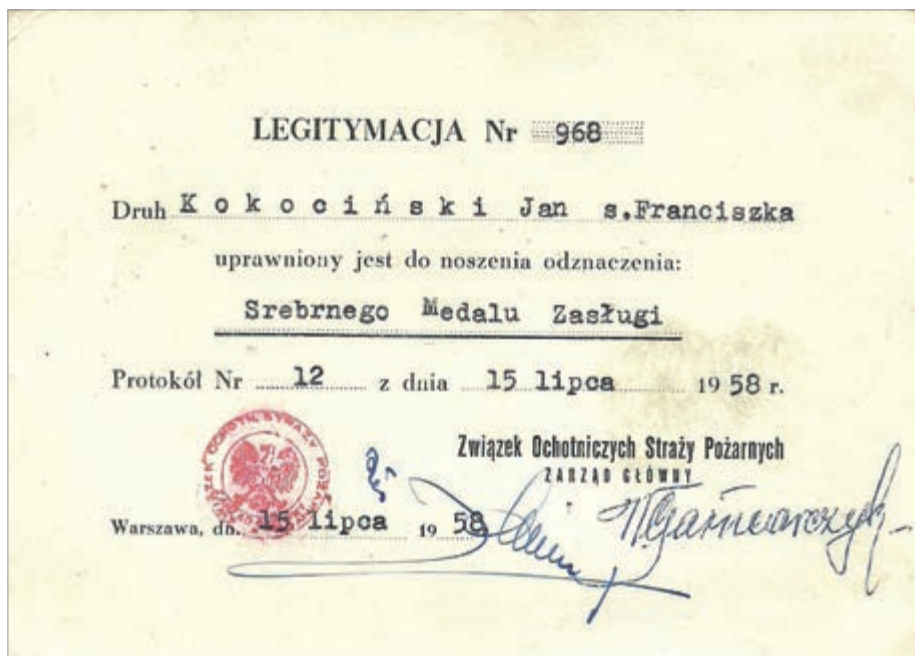 LEGITYMACJA Nr 968
Druh Kokociński Jan s.Franciszka
uprawniony jest do noszenia odznaczenia:
Srebrnego Medalu Zasługi
Protokół Nr 12 z dnia 15 lipca 1958 r.
Związek Ochotniczych Straży Pożarnych
ZARZĄD GŁÓWNY
Warszawa, dn. 15 lipca 1958